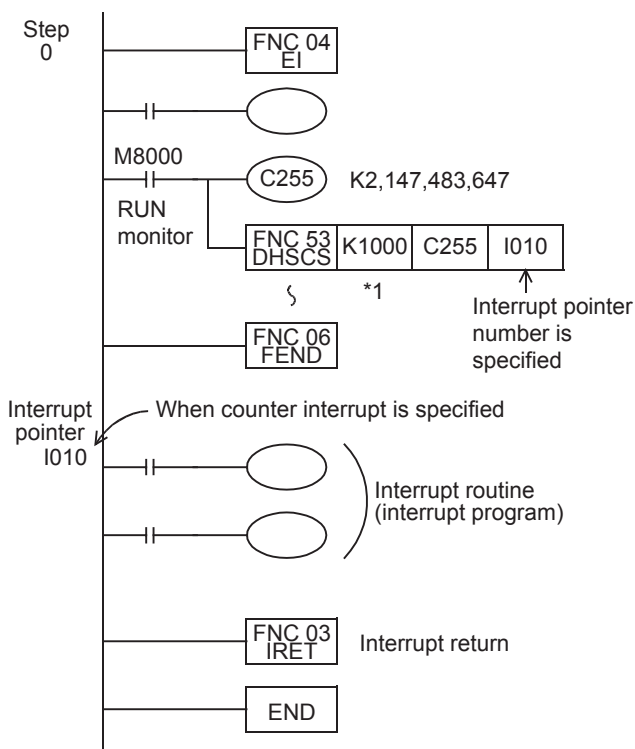 Step
0
FNC 04
EI
M8000
RUN
monitor
C255
K2,147,483,647
FNC 53
DHSCS
K1000
C255
I010
*1
Interrupt pointer
number is
specified
FNC 06
FEND
Interrupt
pointer
I010
When counter interrupt is specified
Interrupt routine
(interrupt program)
FNC 03
IRET
Interrupt return
END